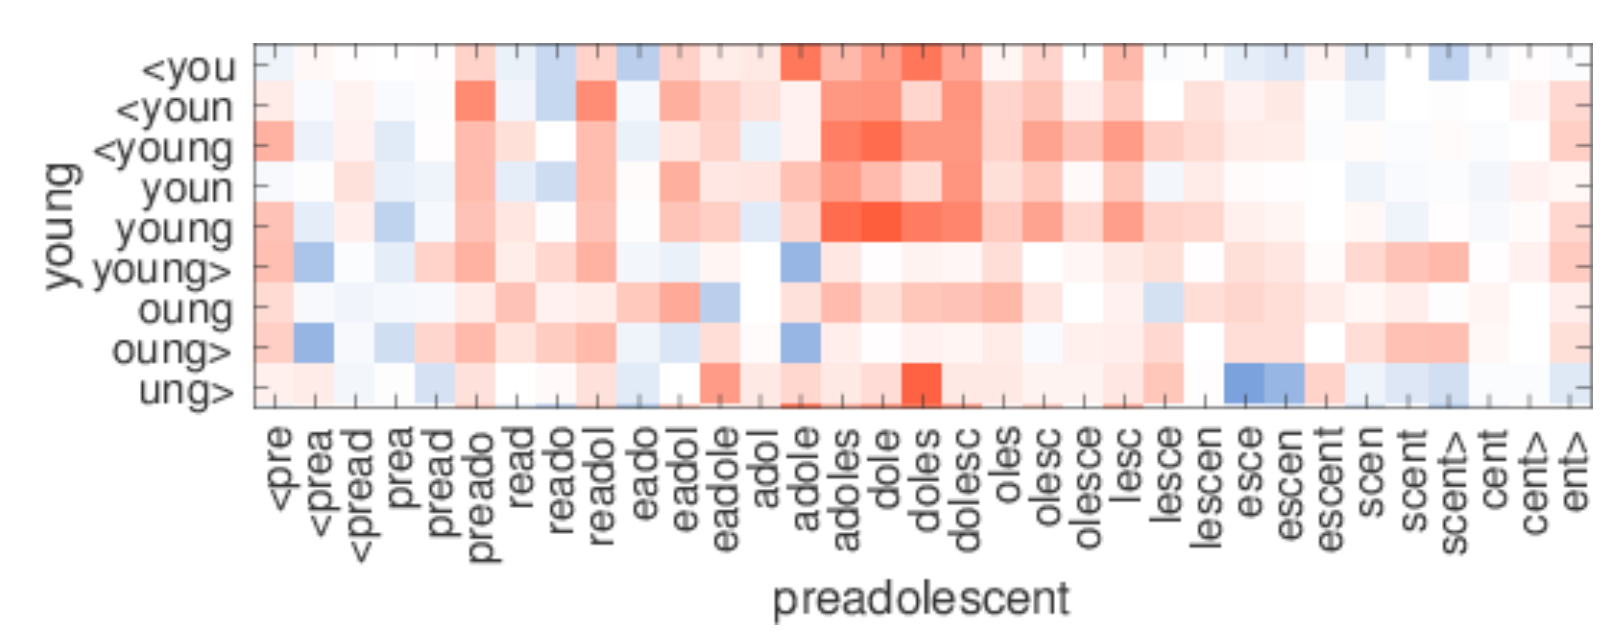 young
<you
<youn
<young
youn
young
young>
oung
oung>
ung>
<pre
<prea
<pread
prea
pread
preado
read
reado
readol
eado
eadol
eadole
adol
adole
adoles
dole
doles
dolesc
oles
olesc
olesce
lesc
lesce
lescen
esce
escen
escent
scen
scent
scent>
cent
cent>
ent>
preadolescent